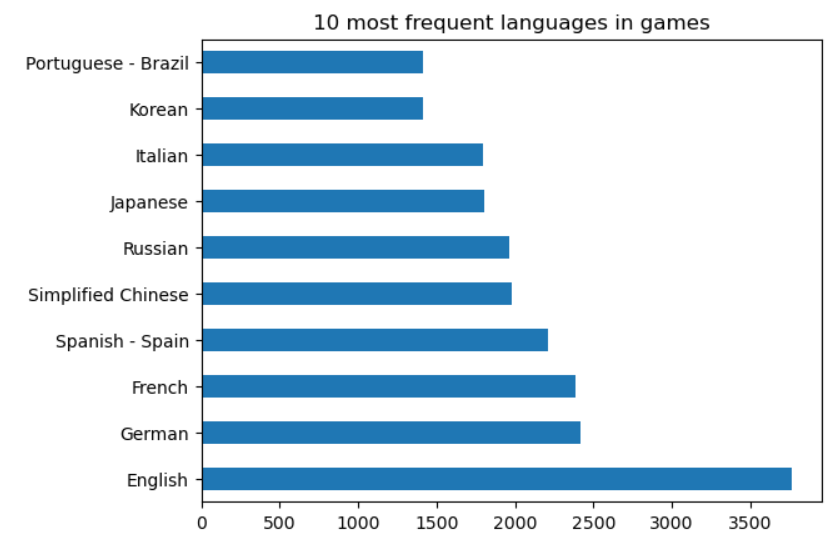 10 most frequent languages in games
Portuguese - Brazil
Korean
Italian
Japanese
Russian
Simplified Chinese
Spanish - Spain
French
German
English
0 500 1000 1500 2000 2500 3000 3500